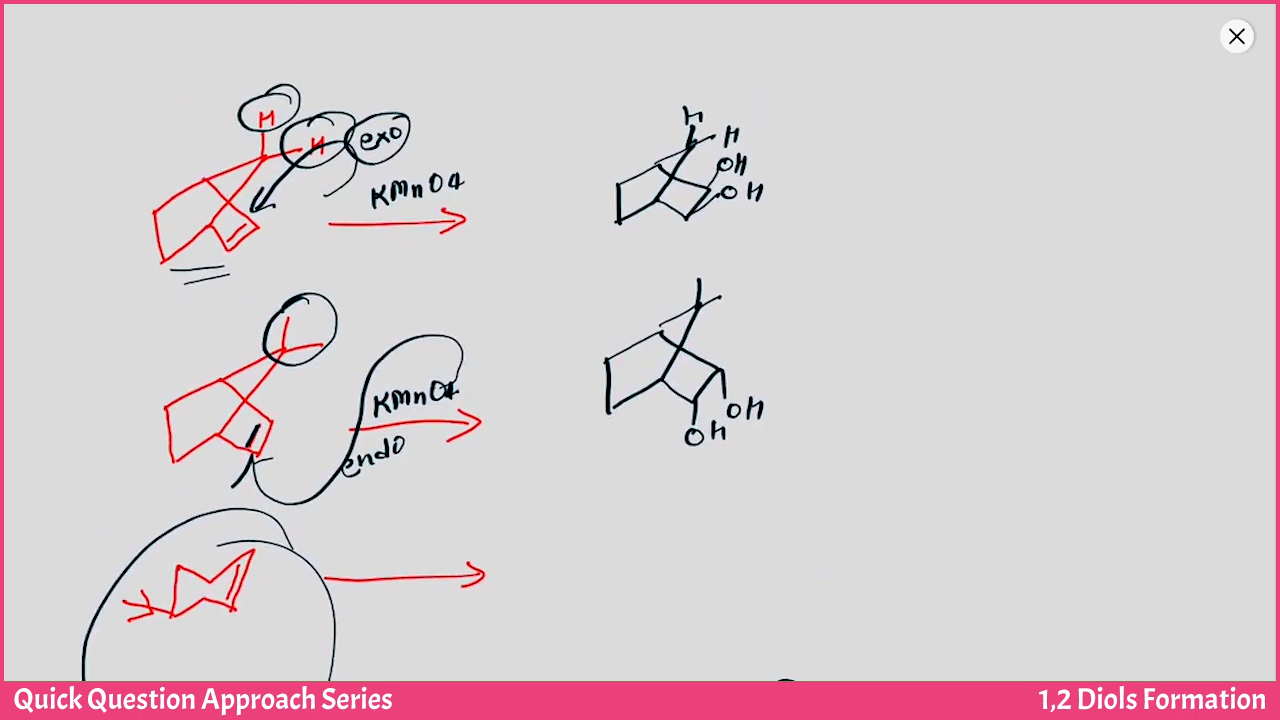 H
H
exo
KMnO4
H
H
OH
OH
KMnO4
endo
OH
OH
Quick Question Approach Series
1,2 Diols Formation